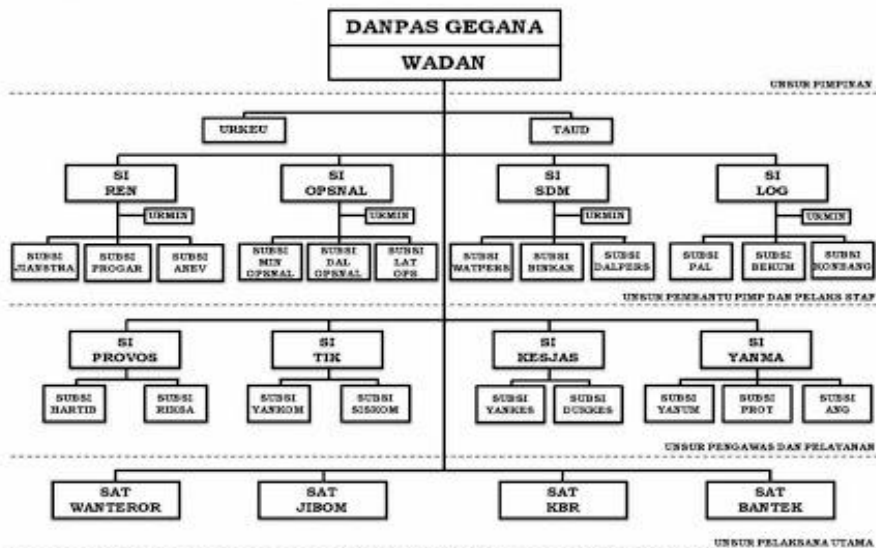 DANPAS GEGANA
WADAN
UNSUR PIMPINAN
URKEU
TAUD
SI
REN
SI
OPSNAL
SI
SDM
SI
LOG
URMIN
URMIN
URMIN
URMIN
SUBSI
JIANSTRA
SUBSI
PROGAR
SUBSI
ANEV
SUBSI
MIN
OPSNAL
SUBSI
DAL
OPSNAL
SUBSI
LAT
OPS
SUBSI
WATPERS
SUBSI
BINKAR
SUBSI
DALPERS
SUBSI
PAL
SUBSI
BEKUM
SUBSI
KONBANG
UNSUR PEMBANTU PIMP DAN PELAKS STAF
SI
PROVOS
SI
TIK
SI
KESJAS
SI
YANMA
SUBSI
HARTIB
SUBSI
RIKSA
SUBSI
YANKOM
SUBSI
SISKOM
SUBSI
YANKES
SUBSI
DUKKES
SUBSI
YANUM
SUBSI
PROT
SUBSI
ANG
UNSUR PENGAWAS DAN PELAYANAN
SAT
WANTEROR
SAT
JIBOM
SAT
KBR
SAT
BANTEK
UNSUR PELAKSANA UTAMA